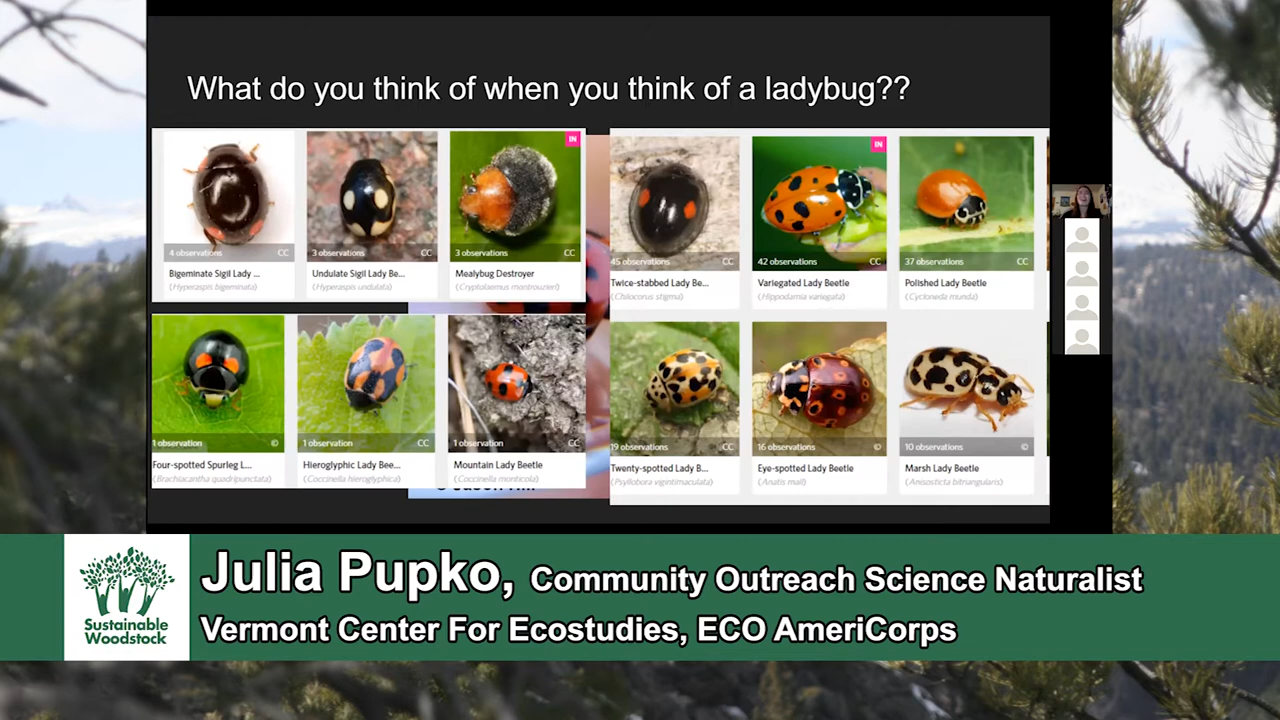 What do you think of when you think of a ladybug??
IN
4 observations CC
3 observations CC
3 observations CC
Bigeminate Sigil Lady ...
(Hyperaspis bigeminata)
Undulate Sigil Lady Be...
(Hyperaspis undulata)
Mealybug Destroyer
(Cryptolaemus montrouzieri)
1 observation ©
1 observation CC
1 observation CC
Four-spotted Spurleg L...
(Brachiacantha quadripunctata)
Hieroglyphic Lady Bee...
(Coccinella hieroglyphica)
Mountain Lady Beetle
(Coccinella monticola)
IN
45 observations CC
42 observations CC
37 observations CC
Twice-stabbed Lady Be...
(Chilocorus stigma)
Variegated Lady Beetle
(Hippodamia variegata)
Polished Lady Beetle
(Cycloneda munda)
19 observations CC
16 observations ©
10 observations ©
Twenty-spotted Lady B...
(Psyllobora vigintimaculata)
Eye-spotted Lady Beetle
(Anatis mali)
Marsh Lady Beetle
(Anisosticta bitriangularis)
Sustainable
Woodstock
Julia Pupko, Community Outreach Science Naturalist
Vermont Center For Ecostudies, ECO AmeriCorps